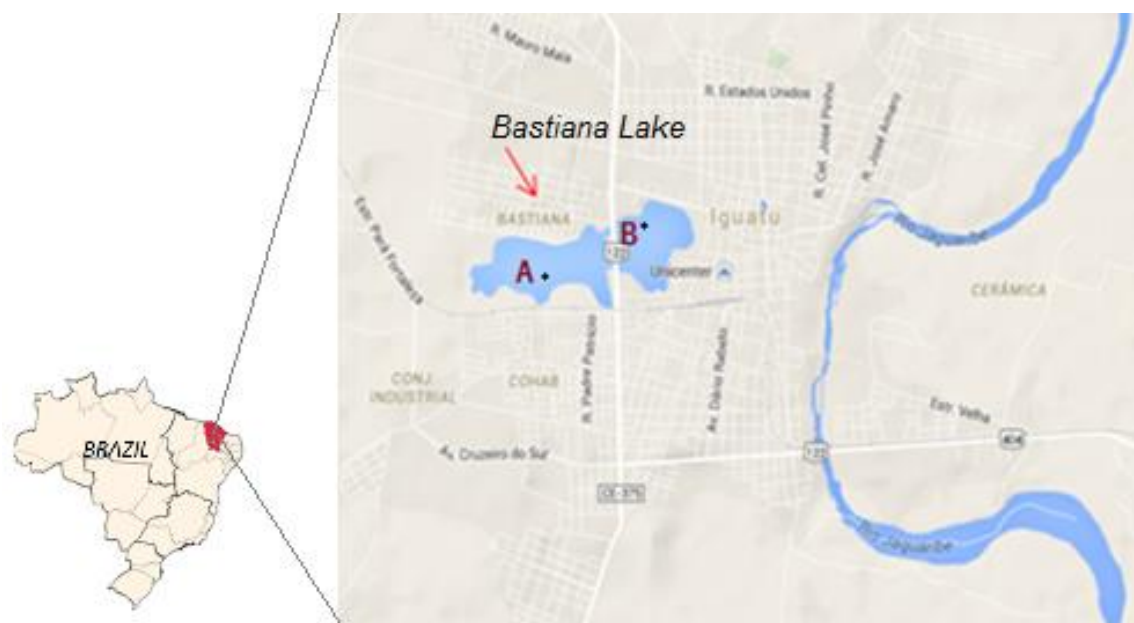 R. Mauro Maia
R. Estados Unidos
Bastiana Lake
R. Cel. José Pinho
R. José Amaro
BASTIANA
Iguatu
B
122
A
Unicenter
Rio Jaguaribe
Estr. Pará Fortaleza
CERÂMICA
R. Padre Patrício
Av. Dário Rabelo
CONJ.
INDUSTRIAL
COHAB
Estr. Velha
404
BRAZIL
Av. Cruzeiro do Sul
122
CE-375
Rio Jaguaribe